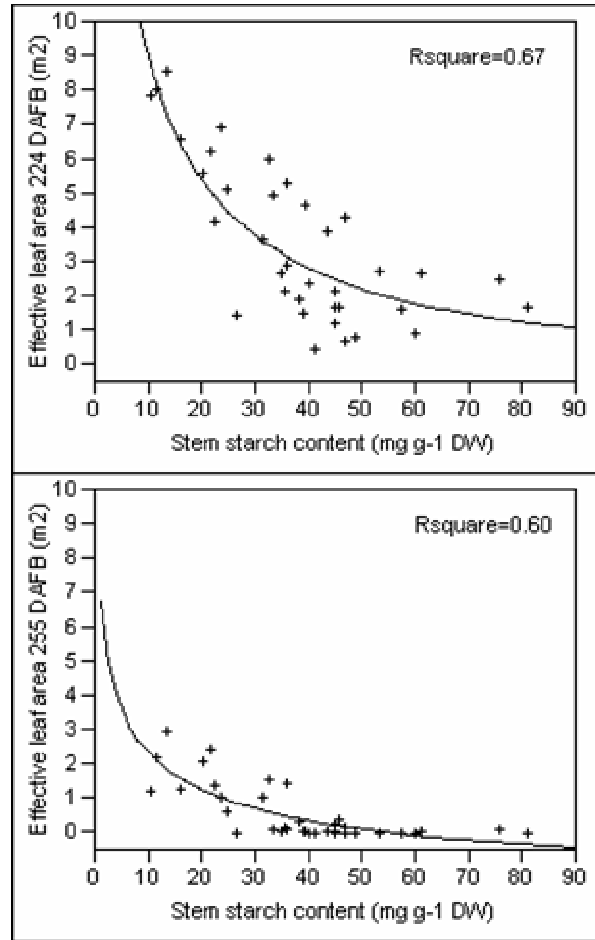 10
9
8
7
6
5
4
3
2
1
0
Effective leaf area 224 DAFB (m2)
Rsquare=0.67
0 10 20 30 40 50 60 70 80 90
Stem starch content (mg g-1 DW)
10
9
8
7
6
5
4
3
2
1
0
Effective leaf area 255 DAFB (m2)
Rsquare=0.60
0 10 20 30 40 50 60 70 80 90
Stem starch content (mg g-1 DW)